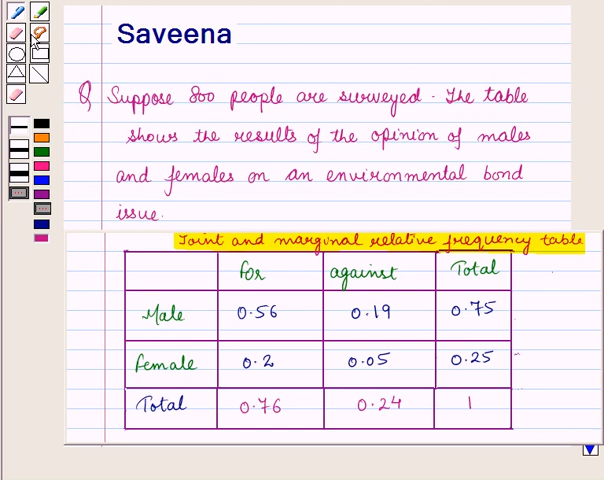 Saveena
Q Suppose 800 people are surveyed. The table
shows the results of the opinion of males
and females on an environmental bond
issue.
Joint and marginal relative frequency table
for against Total
Male 0.56 0.19 0.75
female 0.2 0.05 0.25
Total 0.76 0.24 1